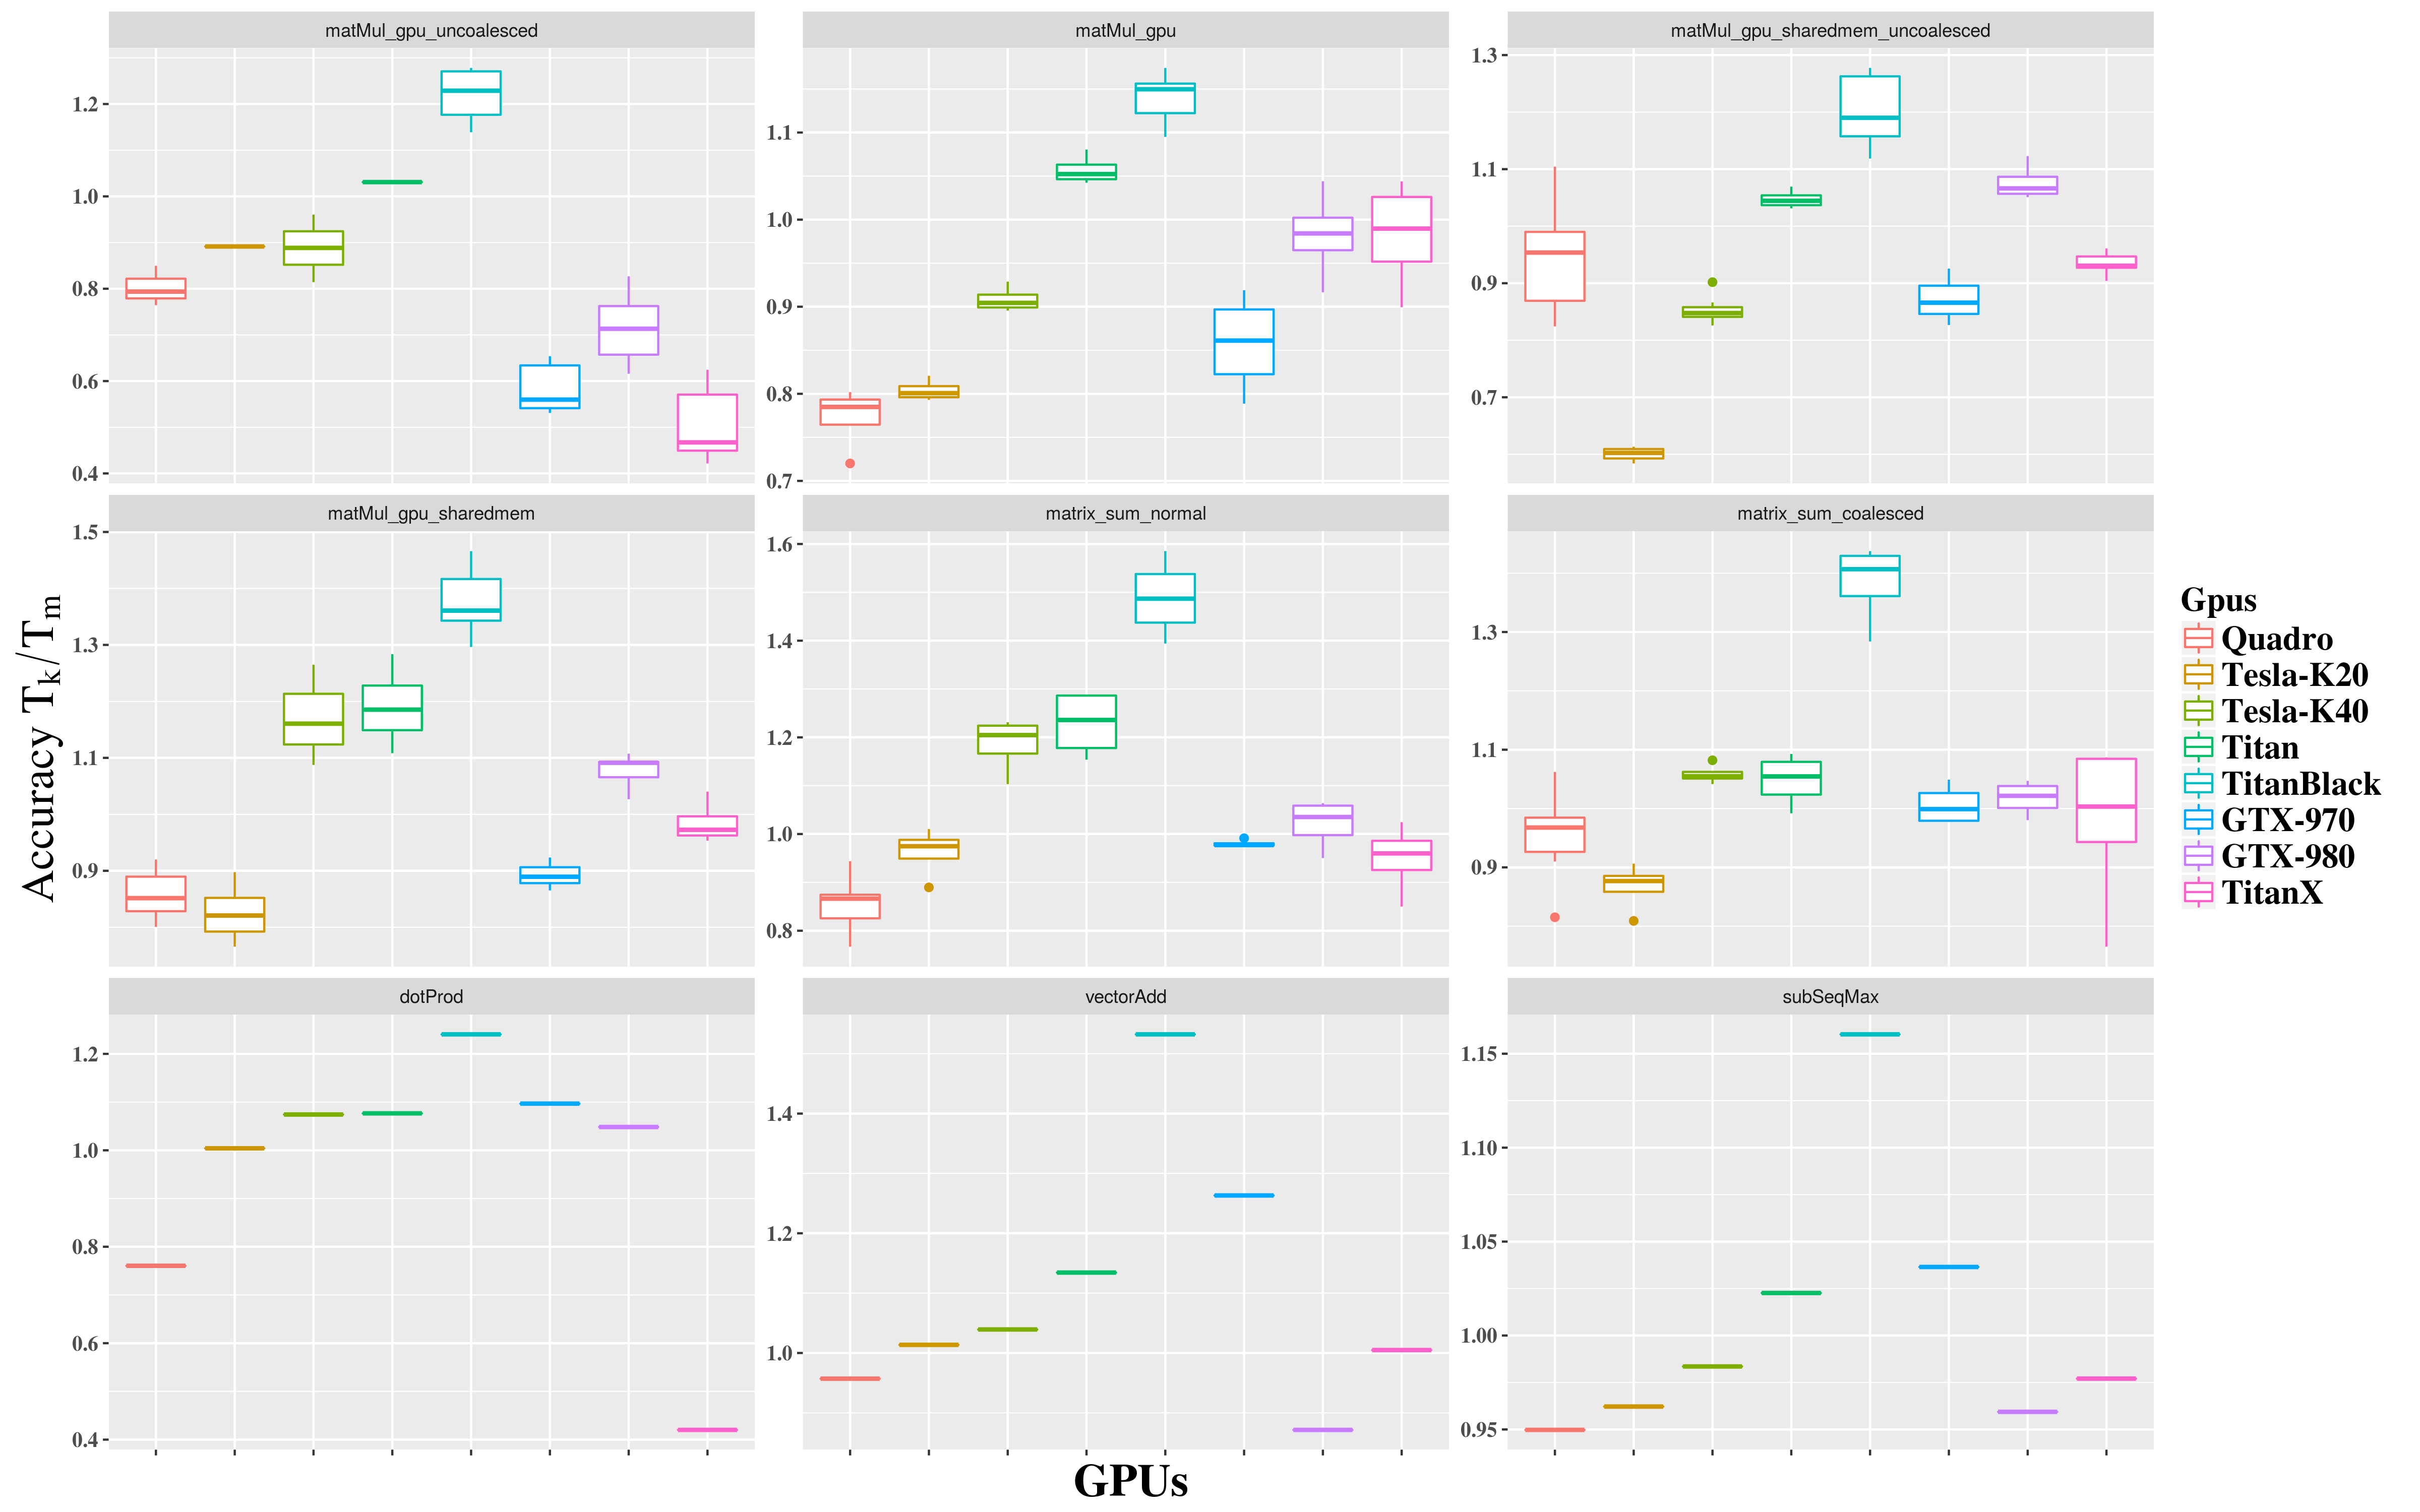 matMul_gpu_uncoalesced
matMul_gpu
matMul_gpu_sharedmem_uncoalesced
1.2
1.0
0.8
0.6
0.4
1.1
1.0
0.9
0.8
0.7
1.3
1.1
0.9
0.7
matMul_gpu_sharedmem
matrix_sum_normal
matrix_sum_coalesced
1.5
1.3
1.1
0.9
1.6
1.4
1.2
1.0
0.8
1.3
1.1
0.9
dotProd
vectorAdd
subSeqMax
1.2
1.0
0.8
0.6
0.4
1.4
1.2
1.0
1.15
1.10
1.05
1.00
0.95
Accuracy Tk/Tm
GPUs
Gpus
Quadro
Tesla-K20
Tesla-K40
Titan
TitanBlack
GTX-970
GTX-980
TitanX